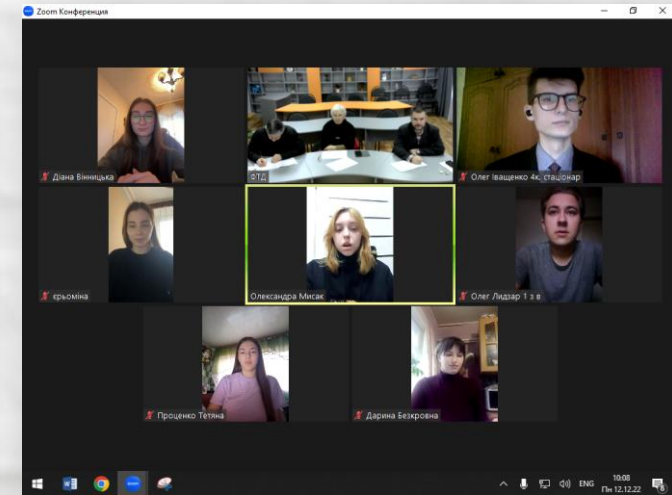 Zoom Конференция
Діана Вінницька
ФТД
Олег Іващенко 4к, стаціонар
єрьоміна
Олександра Мисак
Олег Лидзар 1 з в
Проценко Тетяна
Дарина Безкровна
ENG
10:08
Пн 12.12.22